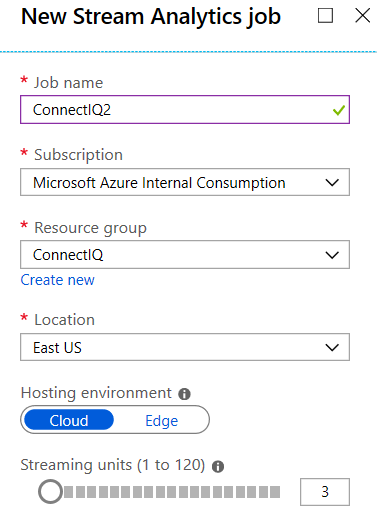 New Stream Analytics job
* Job name
ConnectIQ2
* Subscription
Microsoft Azure Internal Consumption
* Resource group
ConnectIQ
Create new
* Location
East US
Hosting environment
Cloud Edge
Streaming units (1 to 120)
3